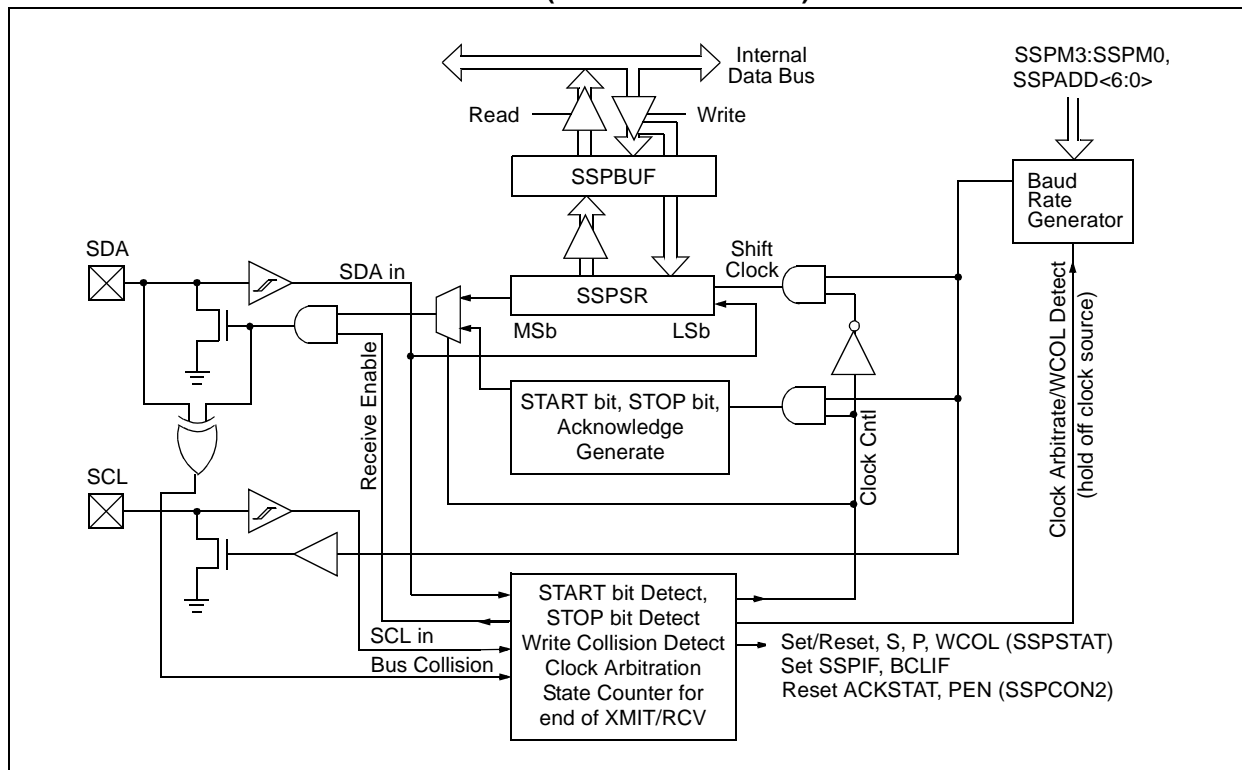 Internal
Data Bus
SSPM3:SSPM0,
SSPADD<6:0>
Read
Write
SSPBUF
Baud
Rate
Generator
SDA
SDA in
Shift
Clock
SSPSR
MSb
LSb
START bit, STOP bit,
Acknowledge
Generate
Receive Enable
Clock Cntl
Clock Arbitrate/WCOL Detect
(hold off clock source)
SCL
SCL in
Bus Collision
START bit Detect,
STOP bit Detect
Write Collision Detect
Clock Arbitration
State Counter for
end of XMIT/RCV
Set/Reset, S, P, WCOL (SSPSTAT)
Set SSPIF, BCLIF
Reset ACKSTAT, PEN (SSPCON2)